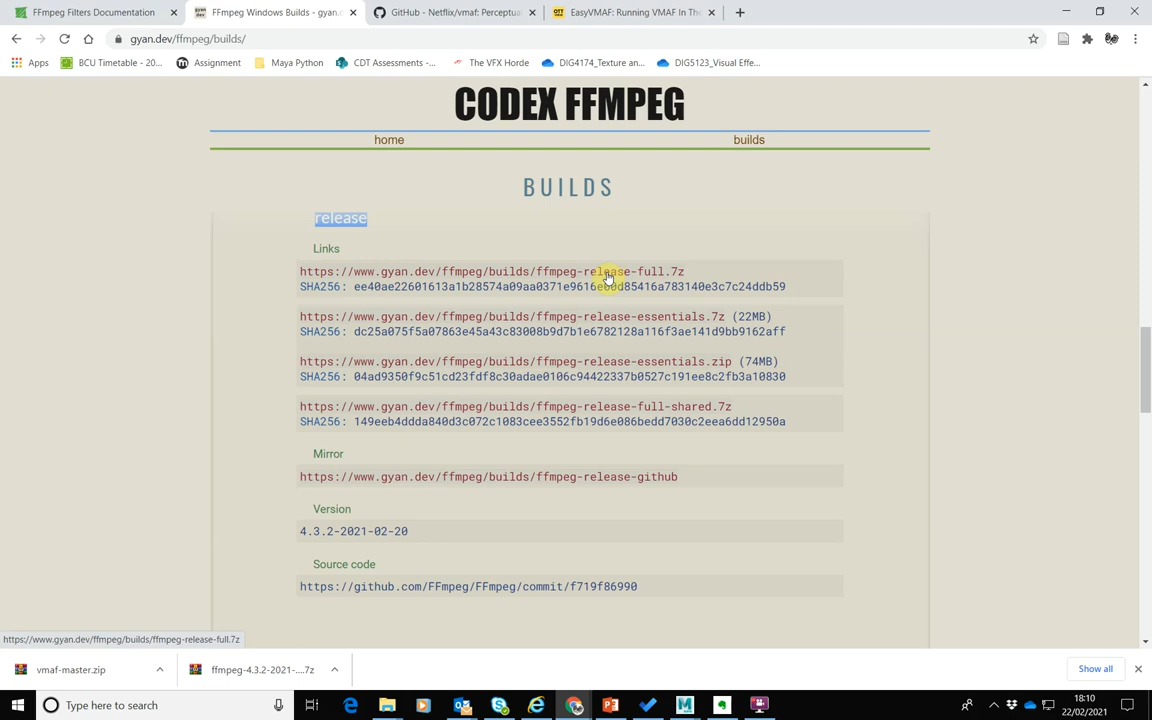 FFmpeg Filters Documentation
FFmpeg Windows Builds - gyan.d
GitHub - Netflix/vmaf: Perceptual
EasyVMAF: Running VMAF In The
gyan.dev/ffmpeg/builds/
Apps
BCU Timetable - 20...
Assignment
Maya Python
CDT Assessments -...
The VFX Horde
DIG4174_Texture an...
DIG5123_Visual Effe...
CODEX FFMPEG
home
builds
BUILDS
release
Links
https://www.gyan.dev/ffmpeg/builds/ffmpeg-release-full.7z
SHA256:
https://www.gyan.dev/ffmpeg/builds/ffmpeg-release-essentials.7z (22MB)
SHA256: dc25a075f5a07863e45a43c83008b9d7b1e6782128a116f3ae141d9bb9162aff
https://www.gyan.dev/ffmpeg/builds/ffmpeg-release-essentials.zip (74MB)
SHA256: 04ad9350f9c51cd23fdf8c30adae0106c94422337b0527c191ee8c2fb3a10830
https://www.gyan.dev/ffmpeg/builds/ffmpeg-release-full-shared.7z
SHA256: 149eeb4ddda840d3c072c1083cee3552fb19d6e086bedd7030c2eea6dd12950a
Mirror
https://www.gyan.dev/ffmpeg/builds/ffmpeg-release-github
Version
4.3.2-2021-02-20
Source code
https://github.com/FFmpeg/FFmpeg/commit/f719f86990
https://www.gyan.dev/ffmpeg/builds/ffmpeg-release-full.7z
vmaf-master.zip
ffmpeg-4.3.2-2021-....7z
Show all
Type here to search
18:10
22/02/2021